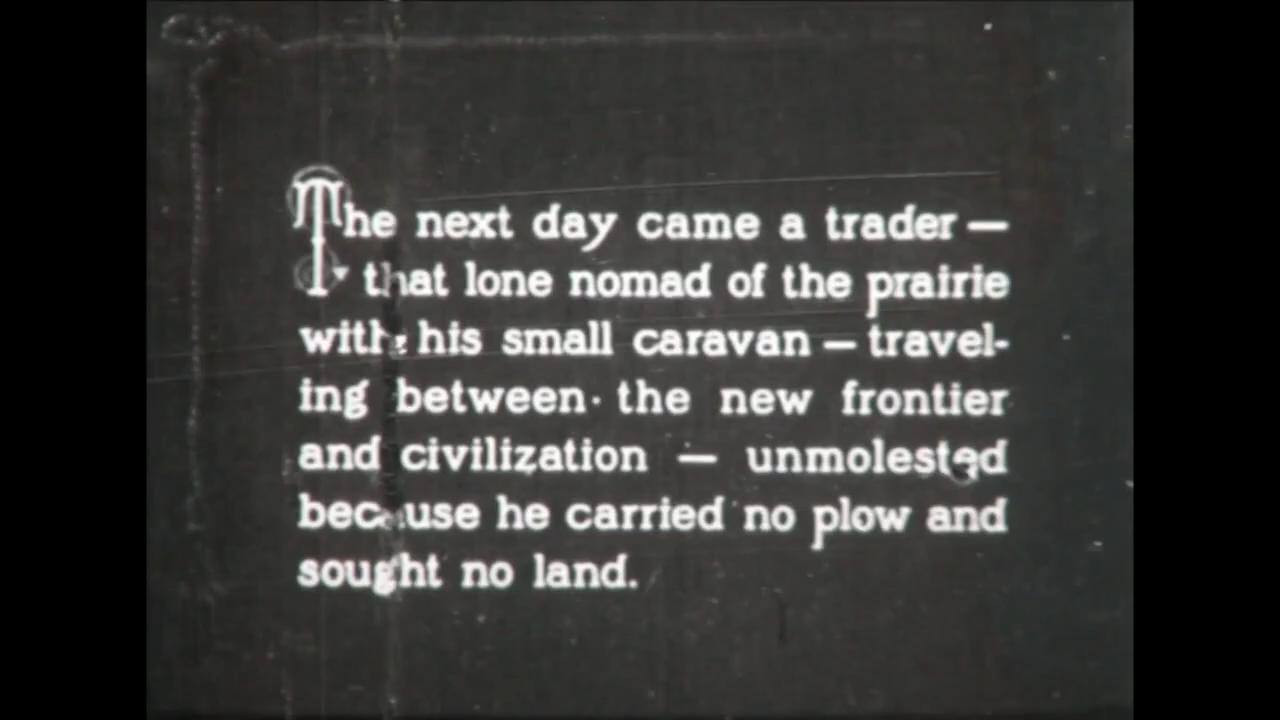 The next day came a trader —
that lone nomad of the prairie
with his small caravan — travel-
ing between the new frontier
and civilization — unmolested
because he carried no plow and
sought no land.